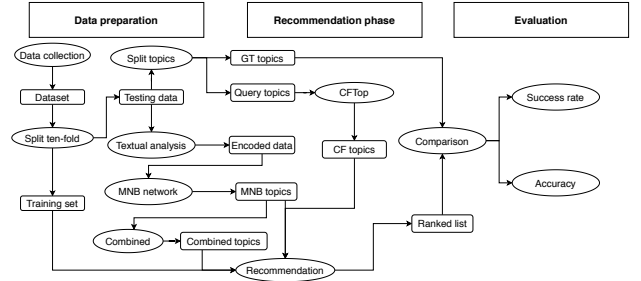 Data preparation
Recommendation phase
Evaluation
Data collection
Split topics
GT topics
Dataset
Testing data
Query topics
CFTop
Success rate
Split ten-fold
Textual analysis
Encoded data
CF topics
Comparison
MNB network
MNB topics
Accuracy
Training set
Combined
Combined topics
Ranked list
Recommendation